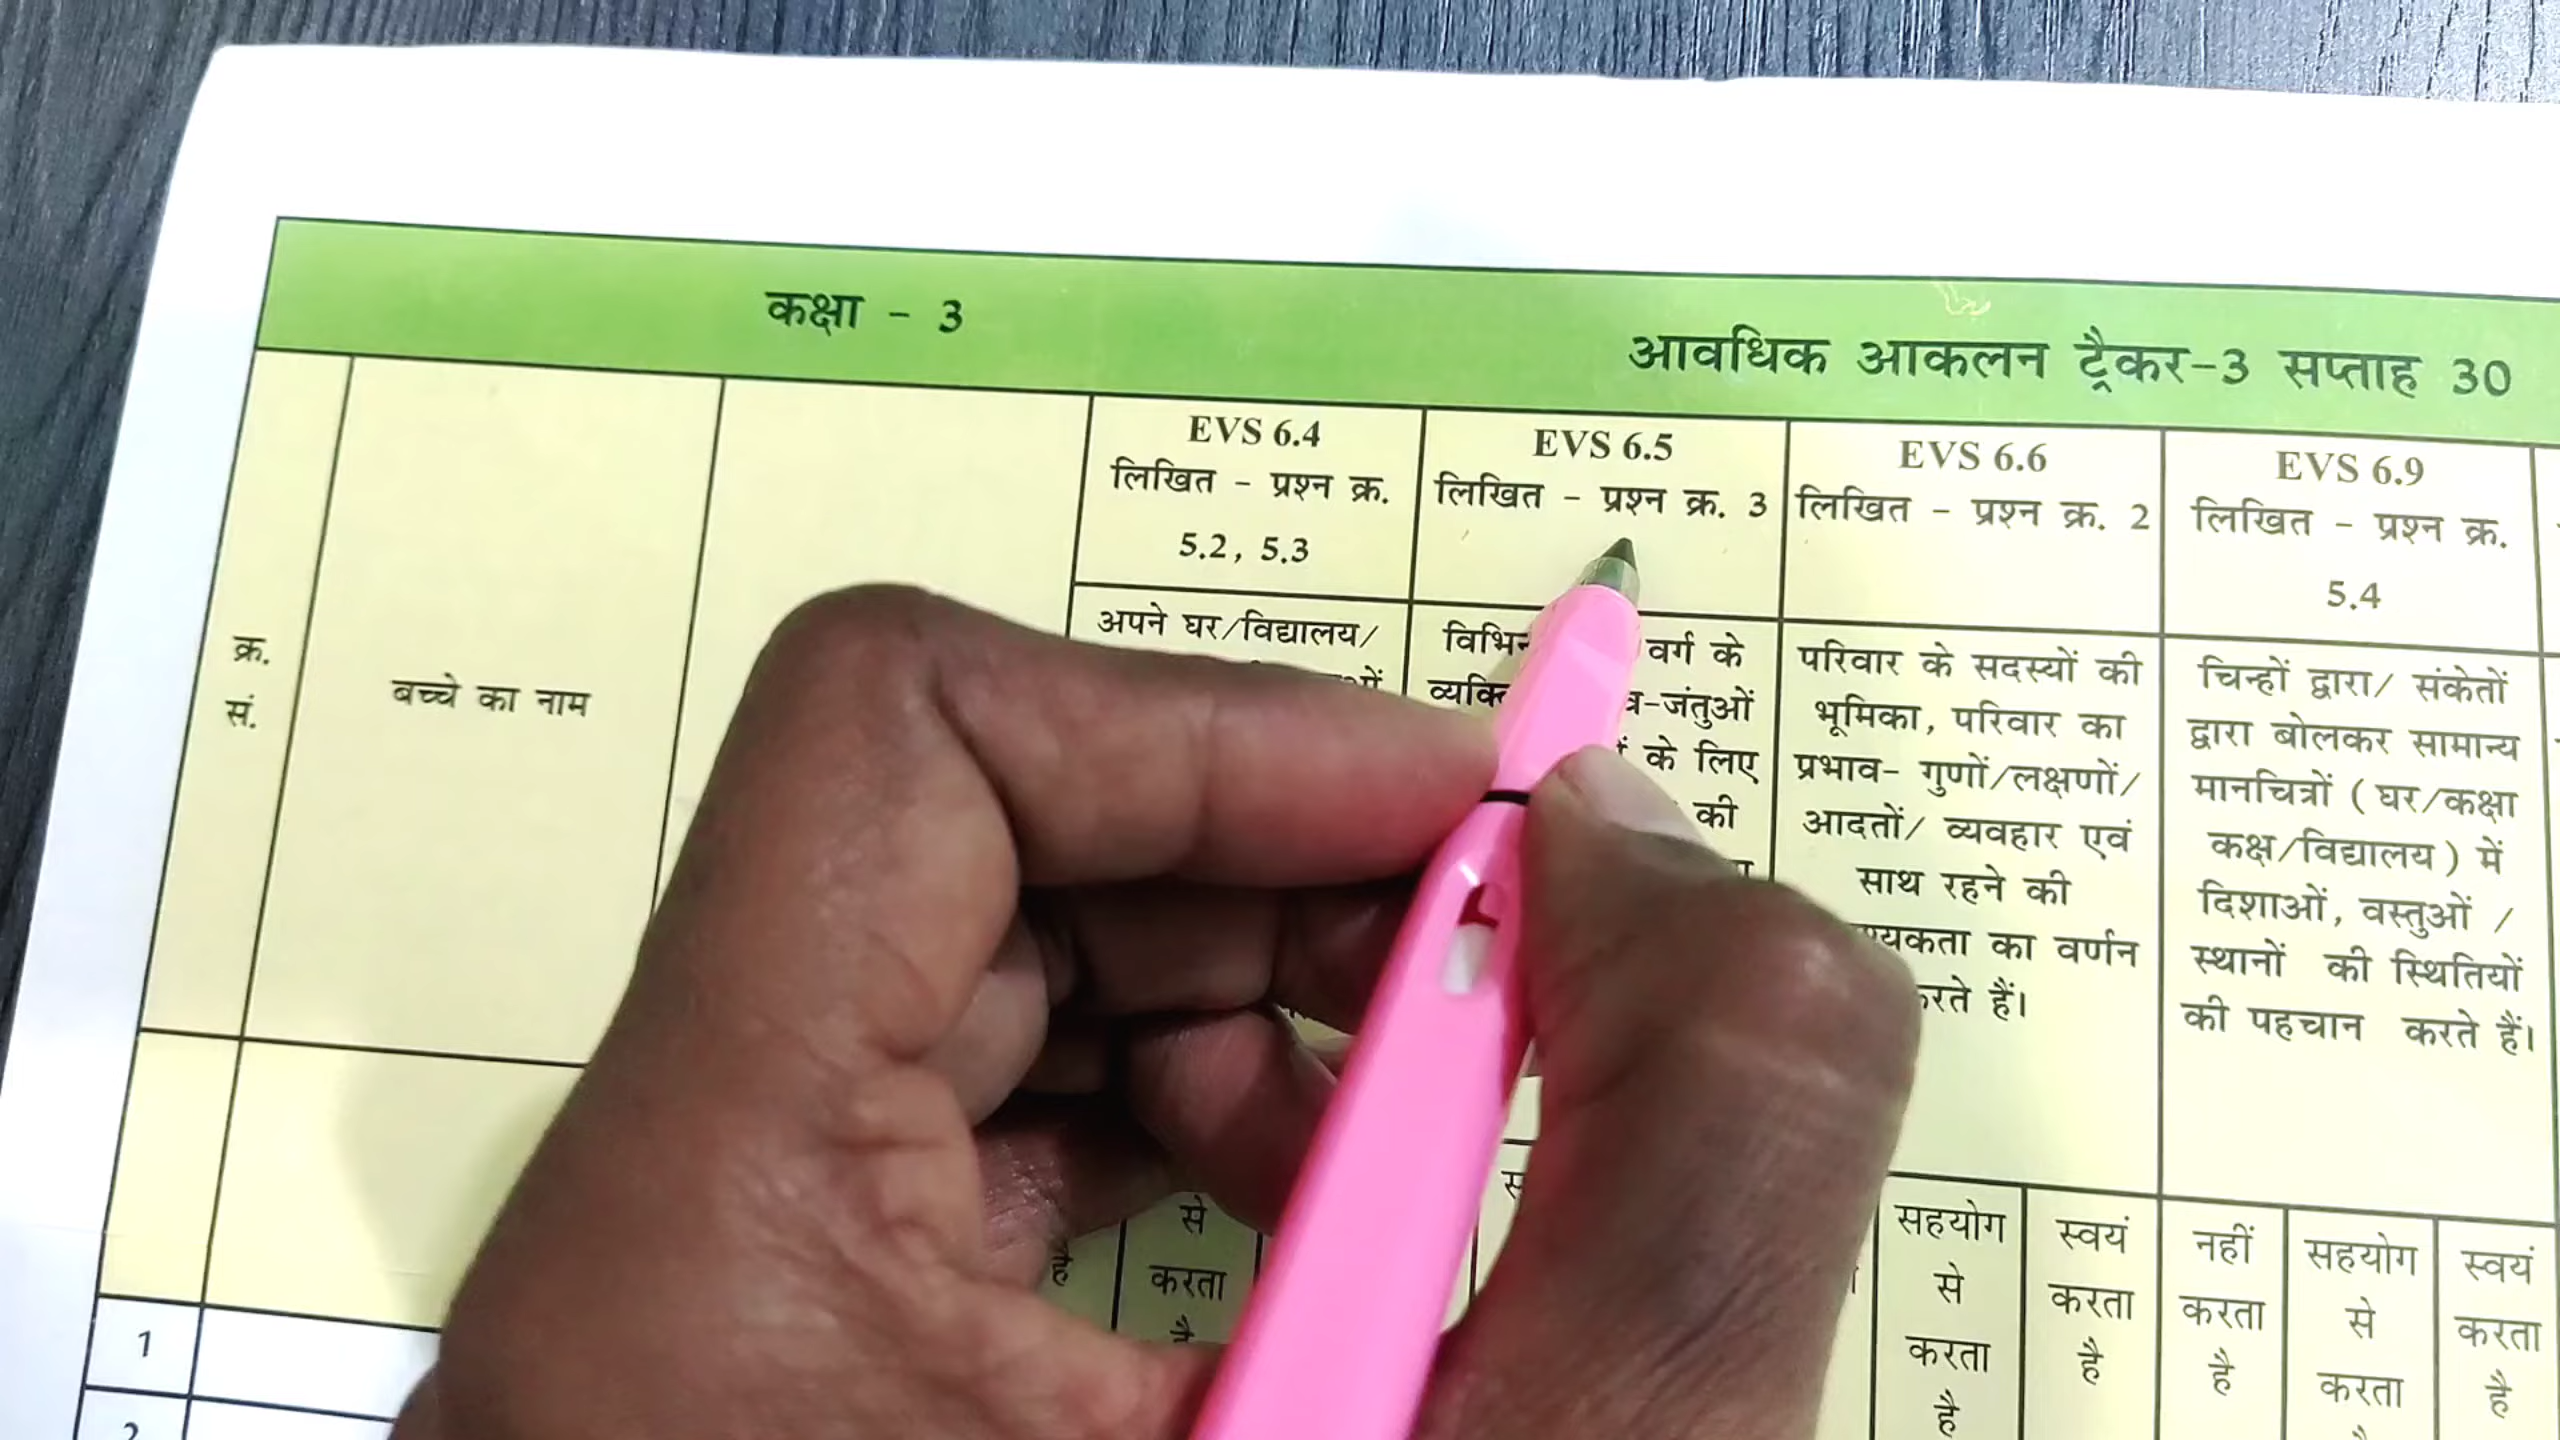 कक्षा - 3
आवधिक आकलन ट्रैकर-3 सप्ताह 30
क्र.
सं.
बच्चे का नाम
EVS 6.4
लिखित - प्रश्न क्र.
5.2, 5.3
अपने घर/विद्यालय/
EVS 6.5
लिखित - प्रश्न क्र. 3
वर्ग के
के लिए
की
EVS 6.6
लिखित - प्रश्न क्र. 2
परिवार के सदस्यों की
भूमिका, परिवार का
प्रभाव- गुणों/लक्षणों/
आदतों/ व्यवहार एवं
साथ रहने की
का वर्णन
हैं।
EVS 6.9
लिखित - प्रश्न क्र.
5.4
चिन्हों द्वारा/ संकेतों
द्वारा बोलकर सामान्य
मानचित्रों ( घर/कक्षा
कक्ष/विद्यालय ) में
दिशाओं, वस्तुओं /
स्थानों की स्थितियों
की पहचान करते हैं।
है
से
करता
है
सहयोग
से
करता
है
स्वयं
करता
है
नहीं
करता
है
सहयोग
से
करता
स्वयं
करता
है
1
2